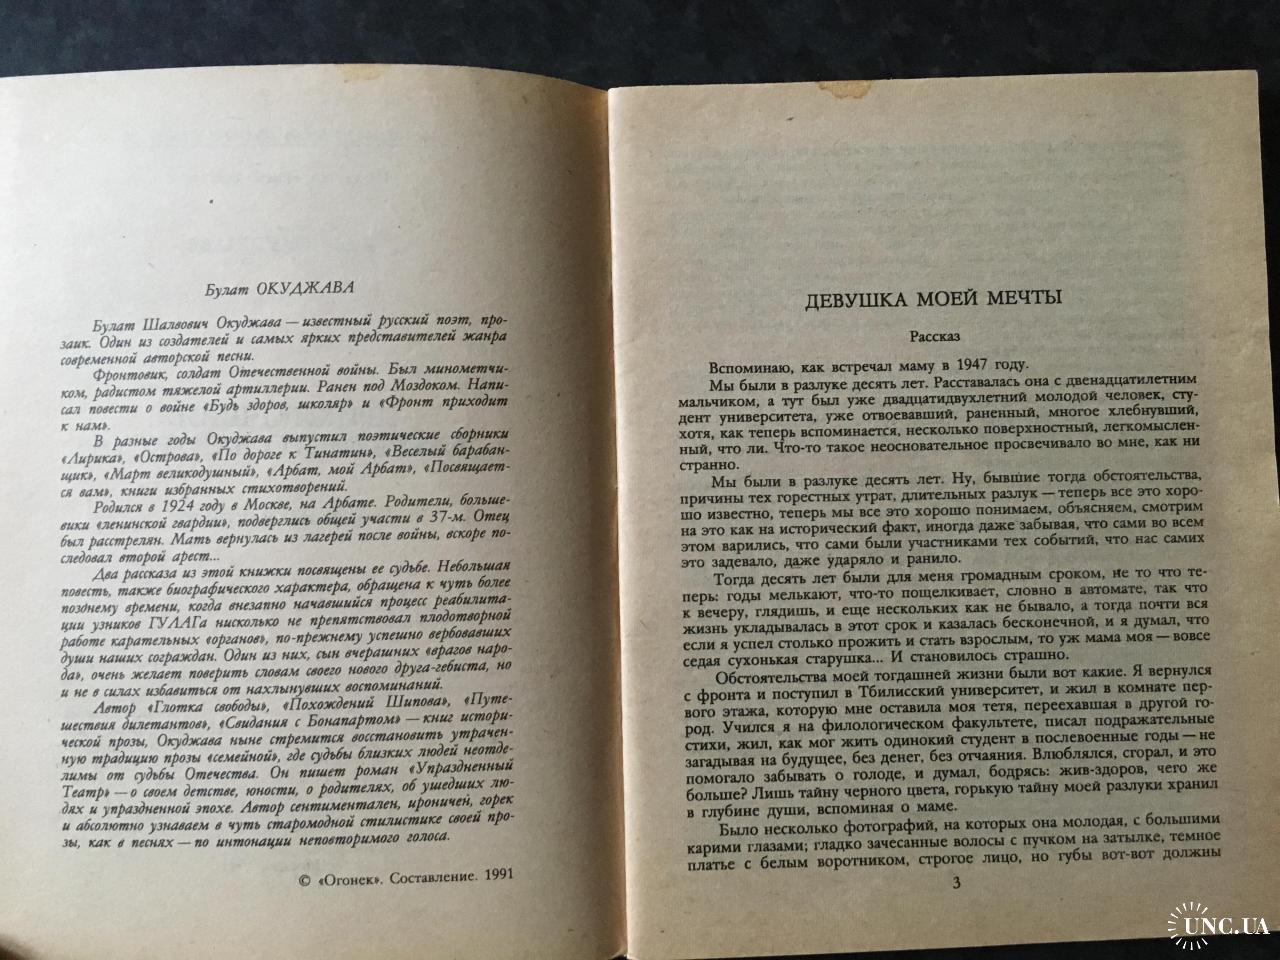 Булат ОКУДЖАВА
Булат Шалвович Окуджава — известный русский поэт, про-
заик. Один из создателей и самых ярких представителей жанра
современной авторской песни.
Фронтовик, солдат Отечественной войны. Был минометчи-
ком, радистом тяжелой артиллерии. Ранен под Моздоком. Напи-
сал повести о войне «Будь здоров, школяр» и «Фронт приходит
к нам».
В разные годы Окуджава выпустил поэтические сборники
«Лирика», «Острова», «По дороге к Тинатин», «Веселый барабан-
щик», «Март великодушный», «Арбат, мой Арбат», «Посвящает-
ся вам», книги избранных стихотворений.
Родился в 1924 году в Москве, на Арбате. Родители, больше-
вики «ленинской гвардии», подверглись общей участи в 37-м. Отец
был расстрелян. Мать вернулась из лагерей после войны, вскоре по-
следовал второй арест...
Два рассказа из этой книжки посвящены ее судьбе. Небольшая
повесть, также биографического характера, обращена к чуть более
позднему времени, когда внезапно начавшийся процесс реабилита-
ции узников ГУЛАГа нисколько не препятствовал плодотворной
работе карательных «органов», по-прежнему успешно вербовавших
души наших сограждан. Один из них, сын вчерашних «врагов наро-
да», очень желает поверить словам своего нового друга-гебиста, но
и не в силах избавиться от нахлынувших воспоминаний.
Автор «Глотка свободы», «Похождений Шипова», «Путе-
шествия дилетантов», «Свидания с Бонапартом» — книг истори-
ческой прозы, Окуджава ныне стремится восстановить утрачен-
ную традицию прозы «семейной», где судьбы близких людей неотде-
лимы от судьбы Отечества. Он пишет роман «Упраздненный
Театр» — о своем детстве, юности, о родителях, об ушедших лю-
дях и упраздненной эпохе. Автор сентиментален, ироничен, горек
и абсолютно узнаваем в чуть старомодной стилистике своей про-
зы, как в песнях — по интонации неповторимого голоса.
© «Огонек». Составление. 1991
ДЕВУШКА МОЕЙ МЕЧТЫ
Рассказ
Вспоминаю, как встречал маму в 1947 году.
Мы были в разлуке десять лет. Расставалась она с двенадцатилетним
мальчиком, а тут был уже двадцатидвухлетний молодой человек, сту-
дент университета, уже отвоевавший, раненный, многое хлебнувший,
хотя, как теперь вспоминается, несколько поверхностный, легкомыслен-
ный, что ли. Что-то такое неосновательное просвечивало во мне, как ни
странно.
Мы были в разлуке десять лет. Ну, бывшие тогда обстоятельства,
причины тех горестных утрат, длительных разлук — теперь все это хоро-
шо известно, теперь мы все это хорошо понимаем, объясняем, смотрим
на это как на исторический факт, иногда даже забывая, что сами во всем
этом варились, что сами были участниками тех событий, что нас самих
это задевало, даже ударяло и ранило.
Тогда десять лет были для меня громадным сроком, не то что те-
перь: годы мелькают, что-то пощелкивает, словно в автомате, так что
к вечеру, глядишь, и еще нескольких как не бывало, а тогда почти вся
жизнь укладывалась в этот срок и казалась бесконечной, и я думал, что
если я успел столько прожить и стать взрослым, то уж мама моя — вовсе
седая сухонькая старушка... И становилось страшно.
Обстоятельства моей тогдашней жизни были вот какие. Я вернулся
с фронта и поступил в Тбилисский университет, и жил в комнате пер-
вого этажа, которую мне оставила моя тетя, переехавшая в другой го-
род. Учился я на филологическом факультете, писал подражательные
стихи, жил, как мог жить одинокий студент в послевоенные годы — не
загадывая на будущее, без денег, без отчаяния. Влюблялся, сгорал, и это
помогало забывать о голоде, и думал, бодрясь: жив-здоров, чего же
больше? Лишь тайну черного цвета, горькую тайну моей разлуки хранил
в глубине души, вспоминая о маме.
Было несколько фотографий, на которых она молодая, с большими
карими глазами; гладко зачесанные волосы с пучком на затылке, темное
платье с белым воротником, строгое лицо, но губы вот-вот должны
3
UNC.UA